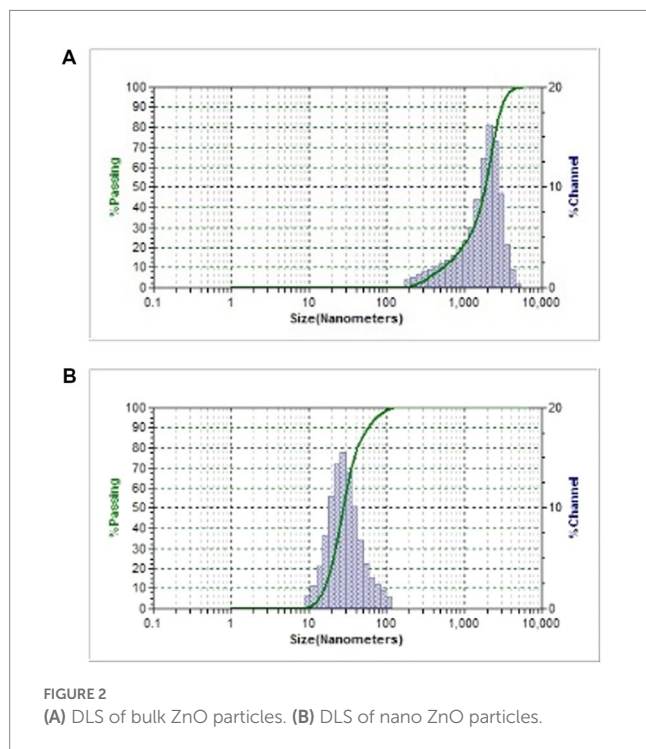 A
%Passing
100
90
80
70
60
50
40
30
20
10
0
20
10
0
%Channel
0.1 1 10 100 1,000 10,000
Size(Nanometers)
B
%Passing
100
90
80
70
60
50
40
30
20
10
0
20
10
0
%Channel
0.1 1 10 100 1,000 10,000
Size(Nanometers)
FIGURE 2
(A) DLS of bulk ZnO particles. (B) DLS of nano ZnO particles.